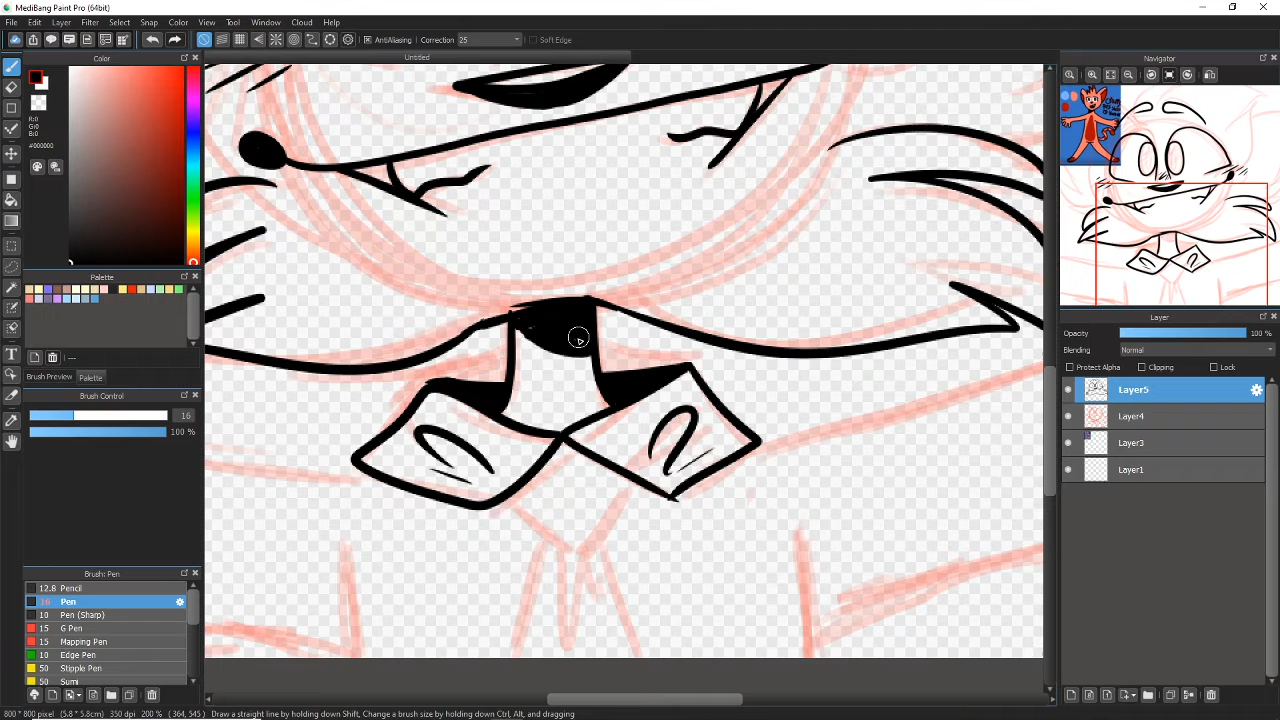 MediBang Paint Pro (64bit)
File Edit Layer Filter Select Snap Color View Tool Window Cloud Help
AntiAliasing Correction 25 Soft Edge
Color
Untitled
Navigator
R:0
G:0
B:0
#000000
Palette
---
Brush Preview Palette
Brush Control
16
100 %
Brush: Pen
12.8 Pencil
16 Pen
10 Pen (Sharp)
15 G Pen
15 Mapping Pen
10 Edge Pen
50 Stipple Pen
50 Sumi
Layer
Opacity 100 %
Blending Normal
Protect Alpha Clipping Lock
Layer5
Layer4
Layer3
Layer1
800 * 800 pixel (5.8 * 5.8cm) 350 dpi 200 % ( 364, 545 ) Draw a straight line by holding down Shift, Change a brush size by holding down Ctrl, Alt, and dragging